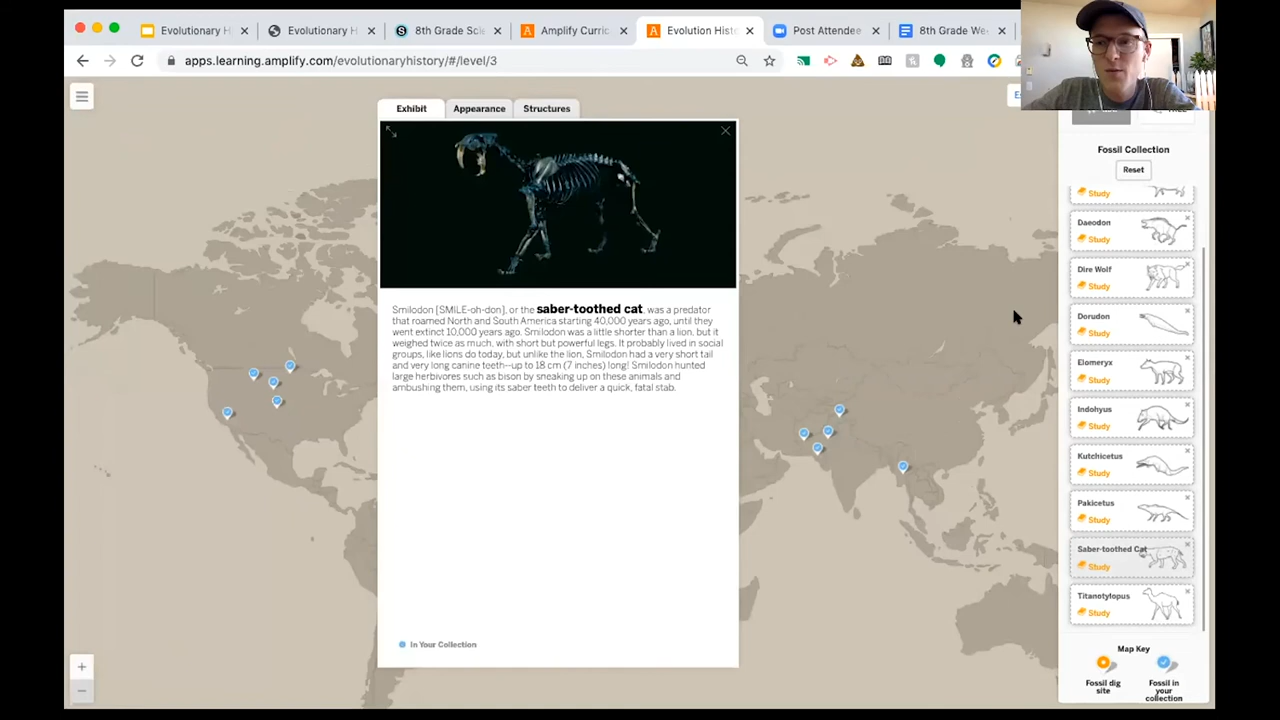 Evolutionary Hi
Evolutionary H
8th Grade Scie
Amplify Curric
Evolution Histo
Post Attendee
8th Grade We-
apps.learning.amplify.com/evolutionaryhistory/#/level/3
Exhibit
Appearance
Structures
Smilodon [SMILE-oh-don], or the saber-toothed cat, was a predator
that roamed North and South America starting 40,000 years ago, until they
went extinct 10,000 years ago. Smilodon was a little shorter than a lion, but it
weighed twice as much, with short but powerful legs. It probably lived in social
groups, like lions do today, but unlike the lion, Smilodon had a very short tail
and very long canine teeth--up to 18 cm (7 inches) long! Smilodon hunted
large herbivores such as bison by sneaking up on these animals and
ambushing them, using its saber teeth to deliver a quick, fatal stab.
In Your Collection
Fossil Collection
Reset
Study
Daeodon
Study
Dire Wolf
Study
Dorudon
Study
Elomeryx
Study
Indohyus
Study
Kutchicetus
Study
Pakicetus
Study
Saber-toothed Cat
Study
Titanotylopus
Study
Map Key
Fossil dig
site
Fossil in
your
collection